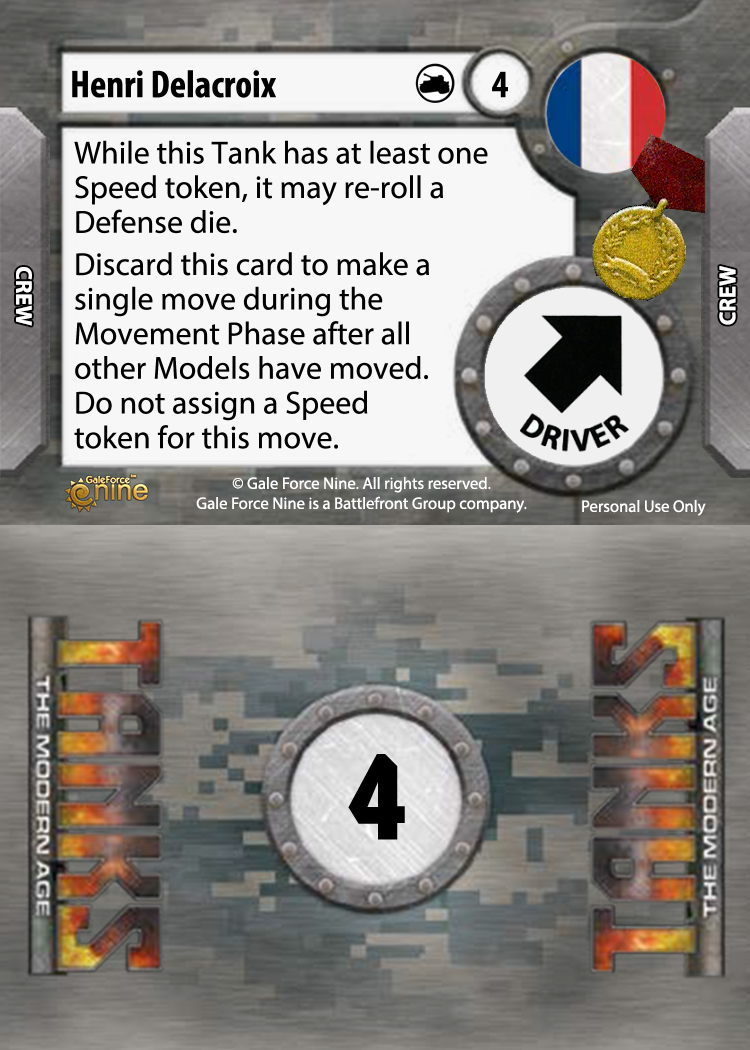 Henri Delacroix
4
While this Tank has at least one
Speed token, it may re-roll a
Defense die.
Discard this card to make a
single move during the
Movement Phase after all
other Models have moved.
Do not assign a Speed
token for this move.
CREW
CREW
DRIVER
GaleForce™
nine
© Gale Force Nine. All rights reserved.
Gale Force Nine is a Battlefront Group company.
Personal Use Only
TANKS
THE MODERN AGE
4
TANKS
THE MODERN AGE